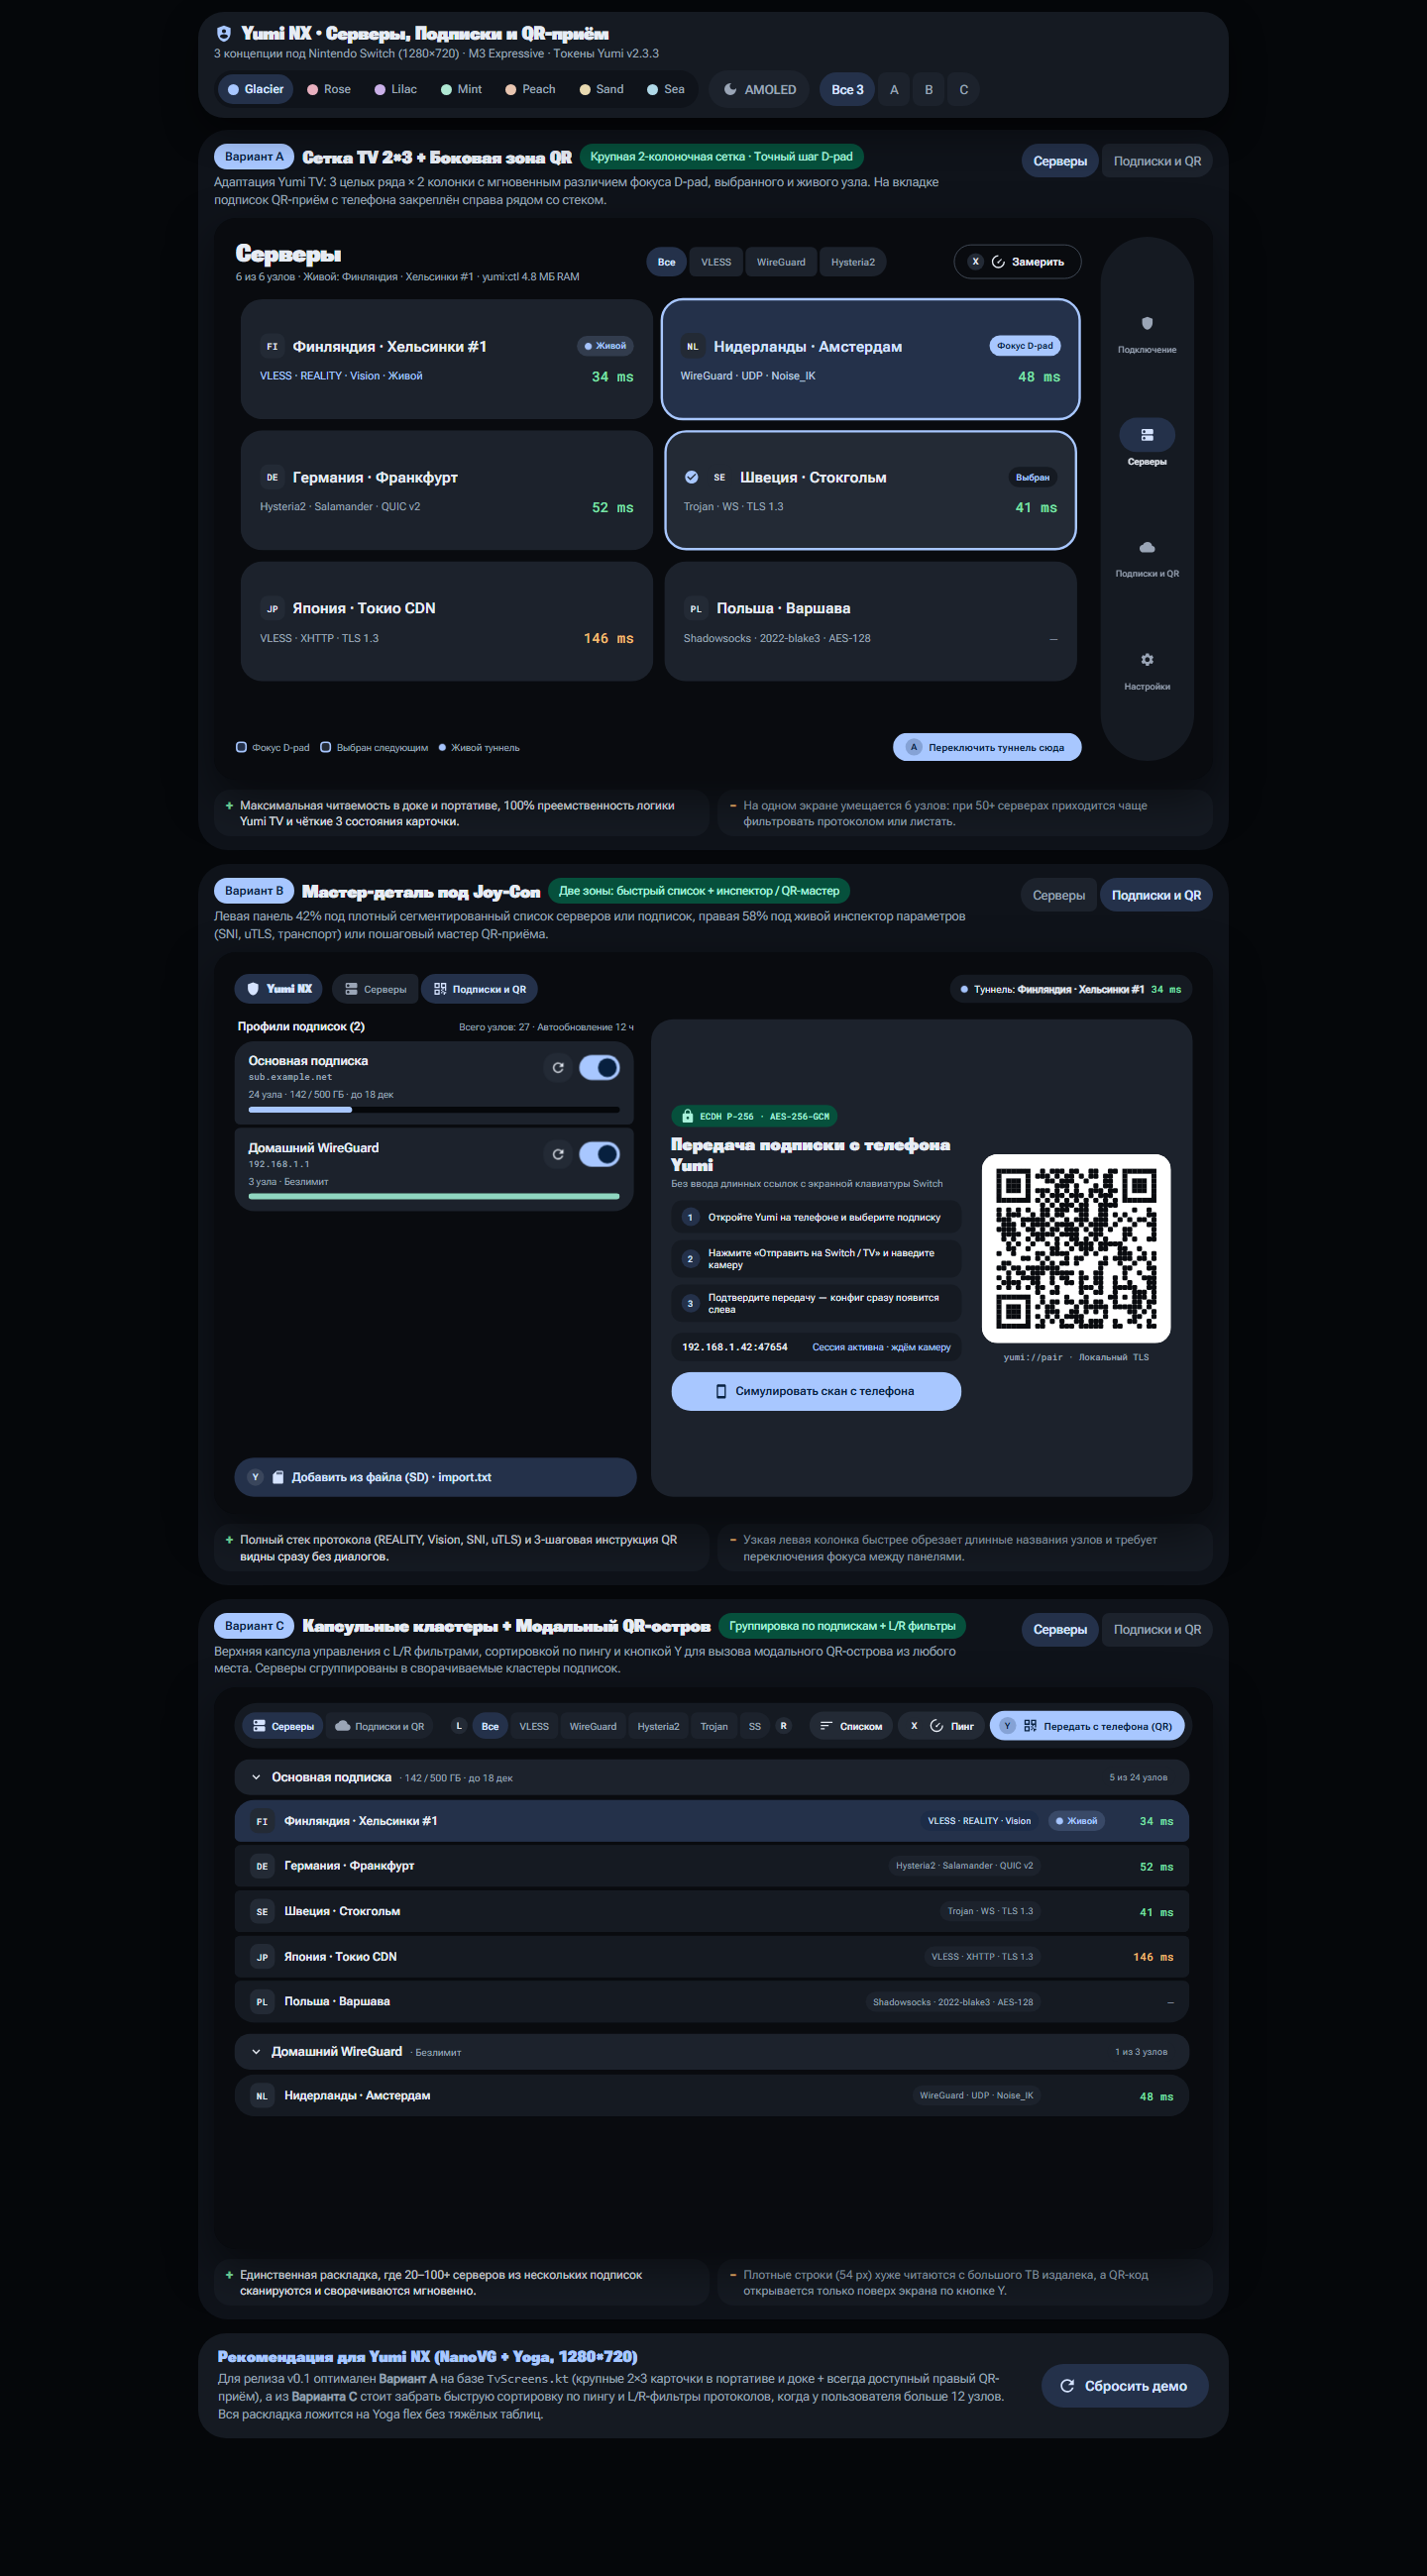 Yumi NX • Серверы, Подписки и QR-приём
3 концепции под Nintendo Switch (1280×720) · M3 Expressive · Токены Yumi v2.3.3
Glacier
Rose
Lilac
Mint
Peach
Sand
Sea
AMOLED
Все 3
A
B
C
Вариант A
Сетка TV 2×3 + Боковая зона QR
Крупная 2-колоночная сетка · Точный шаг D-pad
Серверы
Подписки и QR
Адаптация Yumi TV: 3 целых ряда × 2 колонки с мгновенным различием фокуса D-pad, выбранного и живого узла. На вкладке
подписок QR-приём с телефона закреплён справа рядом со стеком.
Серверы
6 из 6 узлов · Живой: Финляндия · Хельсинки #1 · yumi:ctl 4.8 МБ RAM
Все
VLESS
WireGuard
Hysteria2
X
Замерить
FI
Финляндия · Хельсинки #1
Живой
VLESS · REALITY · Vision · Живой
34 ms
NL
Нидерланды · Амстердам
Фокус D-pad
WireGuard · UDP · Noise_IK
48 ms
DE
Германия · Франкфурт
Hysteria2 · Salamander · QUIC v2
52 ms
SE
Швеция · Стокгольм
Выбран
Trojan · WS · TLS 1.3
41 ms
JP
Япония · Токио CDN
VLESS · XHTTP · TLS 1.3
146 ms
PL
Польша · Варшава
Shadowsocks · 2022-blake3 · AES-128
—
Подключение
Серверы
Подписки и QR
Настройки
Фокус D-pad
Выбран следующим
Живой туннель
A
Переключить туннель сюда
+ Максимальная читаемость в доке и портативе, 100% преемственность логики
Yumi TV и чёткие 3 состояния карточки.
− На одном экране умещается 6 узлов: при 50+ серверах приходится чаще
фильтровать протоколом или листать.
Вариант B
Мастер-деталь под Joy-Con
Две зоны: быстрый список + инспектор / QR-мастер
Серверы
Подписки и QR
Левая панель 42% под плотный сегментированный список серверов или подписок, правая 58% под живой инспектор параметров
(SNI, uTLS, транспорт) или пошаговый мастер QR-приёма.
Yumi NX
Серверы
Подписки и QR
Туннель: Финляндия · Хельсинки #1 34 ms
Профили подписок (2)
Всего узлов: 27 · Автообновление 12 ч
Основная подписка
sub.example.net
24 узла · 142 / 500 ГБ · до 18 дек
Домашний WireGuard
192.168.1.1
3 узла · Безлимит
ECDH P-256 · AES-256-GCM
Передача подписки с телефона
Yumi
Без ввода длинных ссылок с экранной клавиатуры Switch
1
Откройте Yumi на телефоне и выберите подписку
2
Нажмите «Отправить на Switch / TV» и наведите
камеру
3
Подтвердите передачу — конфиг сразу появится
слева
192.168.1.42:47654
Сессия активна · ждём камеру
Симулировать скан с телефона
yumi://pair · Локальный TLS
Y
Добавить из файла (SD) · import.txt
+ Полный стек протокола (REALITY, Vision, SNI, uTLS) и 3-шаговая инструкция QR
видны сразу без диалогов.
− Узкая левая колонка быстрее обрезает длинные названия узлов и требует
переключения фокуса между панелями.
Вариант C
Капсульные кластеры + Модальный QR-остров
Группировка по подпискам + L/R фильтры
Серверы
Подписки и QR
Верхняя капсула управления с L/R фильтрами, сортировкой по пингу и кнопкой Y для вызова модального QR-острова из любого
места. Серверы сгруппированы в сворачиваемые кластеры подписок.
Серверы
Подписки и QR
L
Все
VLESS
WireGuard
Hysteria2
Trojan
SS
R
Списком
X
Пинг
Y
Передать с телефона (QR)
Основная подписка · 142 / 500 ГБ · до 18 дек
5 из 24 узлов
FI
Финляндия · Хельсинки #1
VLESS · REALITY · Vision
Живой
34 ms
DE
Германия · Франкфурт
Hysteria2 · Salamander · QUIC v2
52 ms
SE
Швеция · Стокгольм
Trojan · WS · TLS 1.3
41 ms
JP
Япония · Токио CDN
VLESS · XHTTP · TLS 1.3
146 ms
PL
Польша · Варшава
Shadowsocks · 2022-blake3 · AES-128
—
Домашний WireGuard · Безлимит
1 из 3 узлов
NL
Нидерланды · Амстердам
WireGuard · UDP · Noise_IK
48 ms
+ Единственная раскладка, где 20–100+ серверов из нескольких подписок
сканируются и сворачиваются мгновенно.
− Плотные строки (54 px) хуже читаются с большого ТВ издалека, а QR-код
открывается только поверх экрана по кнопке Y.
Рекомендация для Yumi NX (NanoVG + Yoga, 1280×720)
Для релиза v0.1 оптимален Вариант A на базе TvScreens.kt (крупные 2×3 карточки в портативе и доке + всегда доступный правый QR-
приём), а из Варианта C стоит забрать быструю сортировку по пингу и L/R-фильтры протоколов, когда у пользователя больше 12 узлов.
Вся раскладка ложится на Yoga flex без тяжёлых таблиц.
Сбросить демо